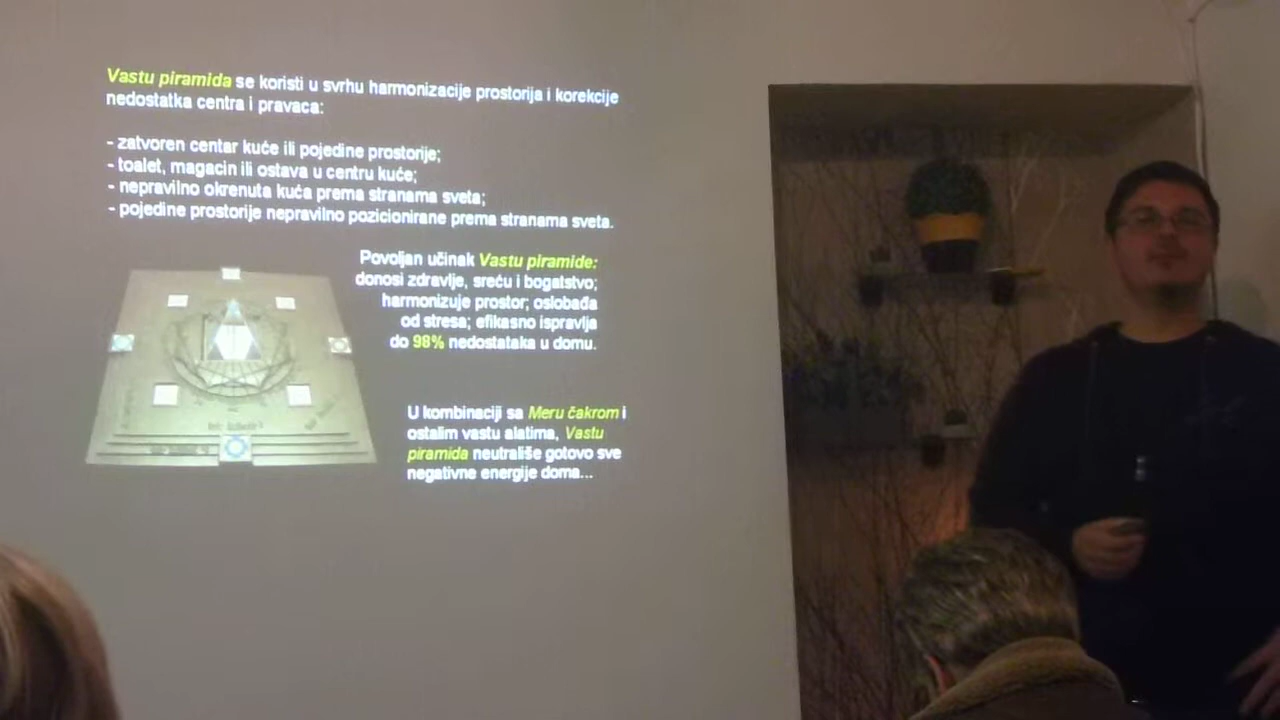 Vastu piramida se koristi u svrhu harmonizacije prostorija i korekcije
nedostatka centra i pravaca:
- zatvoren centar kuće ili pojedine prostorije;
- toalet, magacin ili ostava u centru kuće;
- nepravilno okrenuta kuća prema stranama sveta;
- pojedine prostorije nepravilno pozicionirane prema stranama sveta.
Povoljan učinak Vastu piramide:
donosi zdravlje, sreću i bogatstvo;
harmonizuje prostor; oslobađa
od stresa; efikasno ispravlja
do 98% nedostataka u domu.
U kombinaciji sa Meru čakrom i
ostalim vastu alatima, Vastu
piramida neutrališe gotovo sve
negativne energije doma...